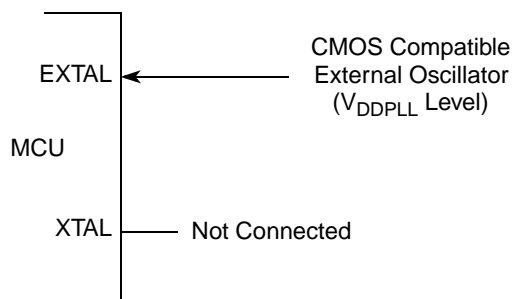 CMOS Compatible
External Oscillator
(VDDPLL Level)
EXTAL
MCU
XTAL
Not Connected